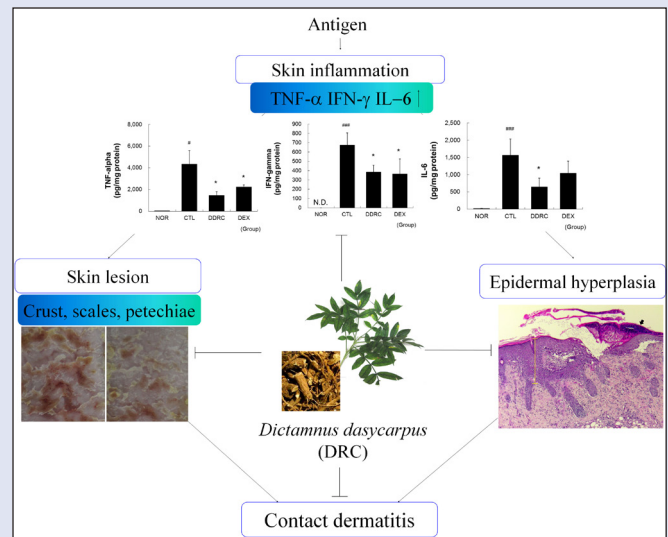 Antigen
Skin inflammation
TNF-α IFN-γ IL-6 ↑
TNF-alpha
(pg/mg protein)
8,000
6,000
4,000
2,000
0
#
*
*
NOR CTL DDRC DEX
(Group)
IFN-gamma
(pg/mg protein)
900
800
700
600
500
400
300
200
100
0
###
*
*
N.D.
NOR CTL DDRC DEX
(Group)
IL-6
(pg/mg protein)
2,500
2,000
1,500
1,000
500
0
###
*
NOR CTL DDRC DEX
(Group)
Skin lesion
Crust, scales, petechiae
Epidermal hyperplasia
Dictamnus dasycarpus
(DRC)
Contact dermatitis